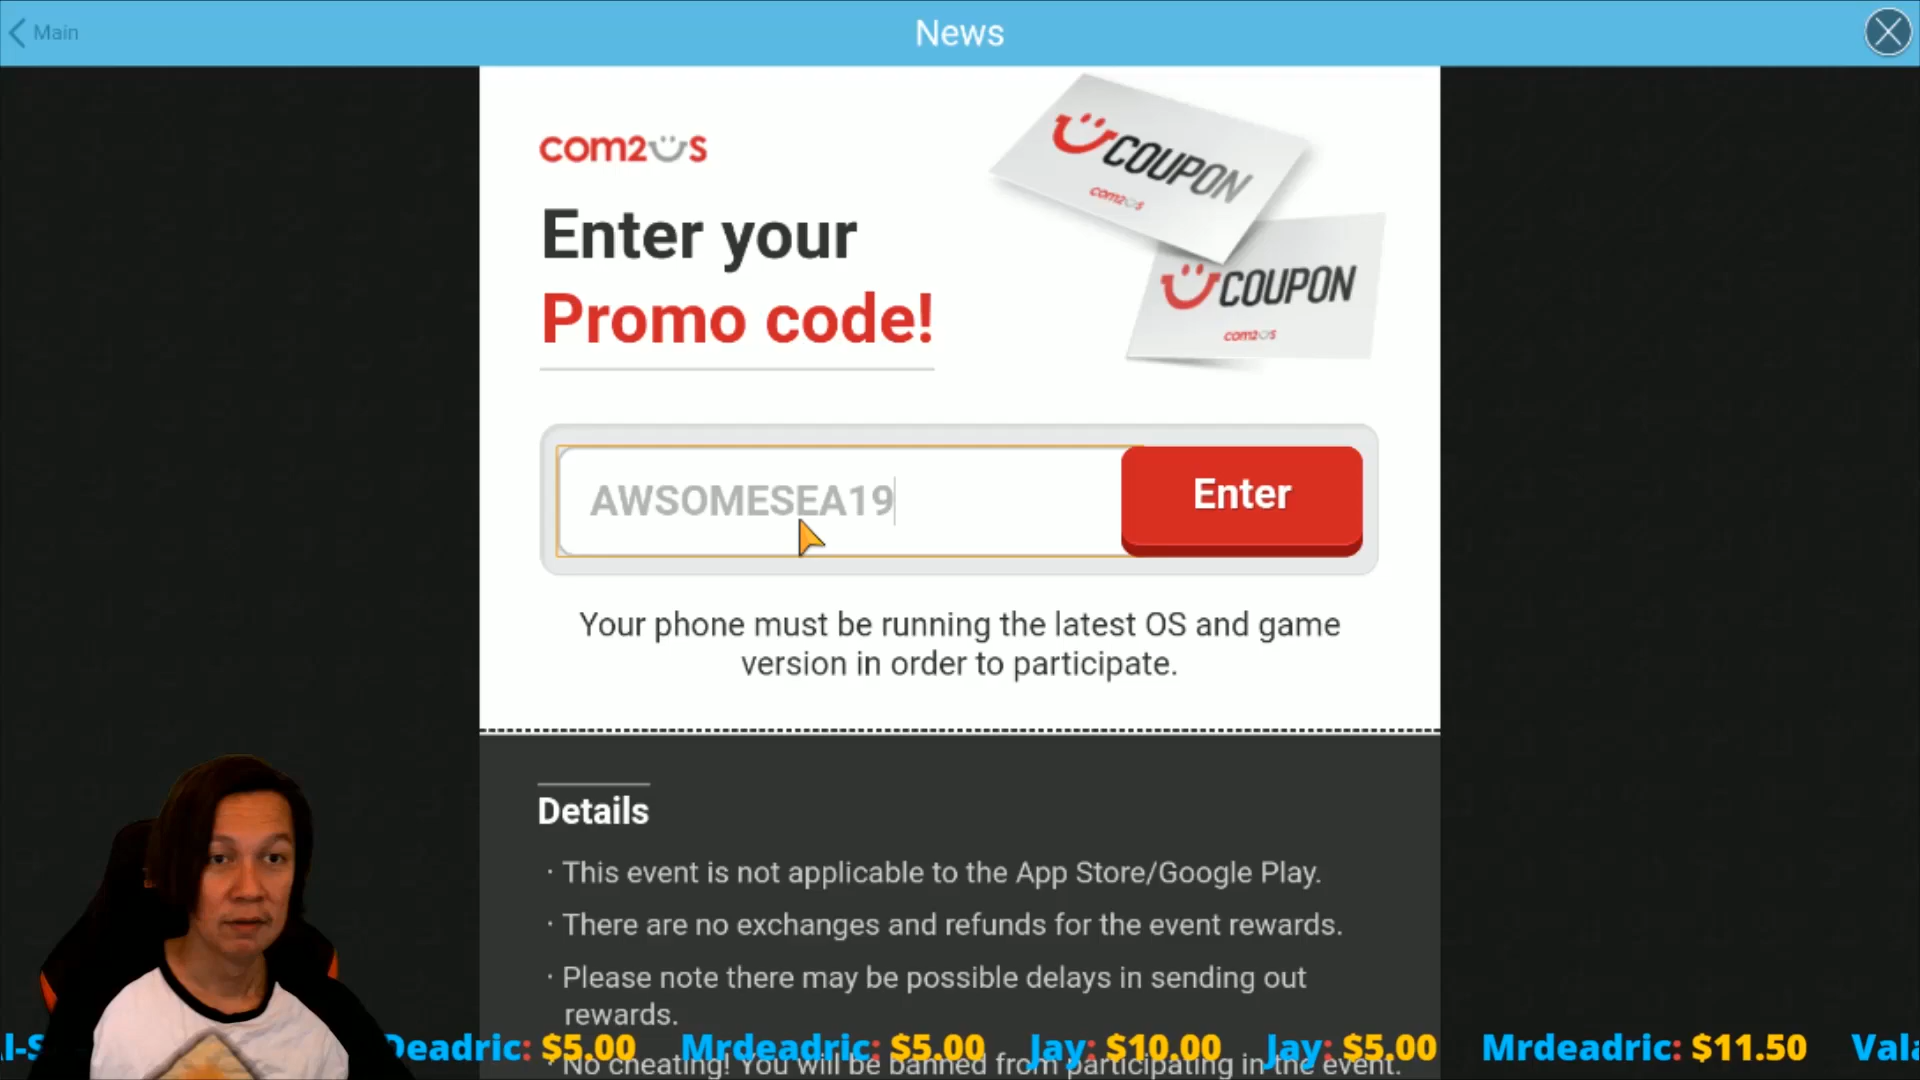 Main
News
com2us
COUPON
com2us
COUPON
com2us
Enter your
Promo code!
AWSOMESEA19
Enter
Your phone must be running the latest OS and game
version in order to participate.
Details
· This event is not applicable to the App Store/Google Play.
· There are no exchanges and refunds for the event rewards.
· Please note there may be possible delays in sending out
rewards.
Deadric: $5.00 Mrdeadric: $5.00 Jay: $10.00 Jay: $5.00 Mrdeadric: $11.50
· No cheating! You will be banned from participating in the event.